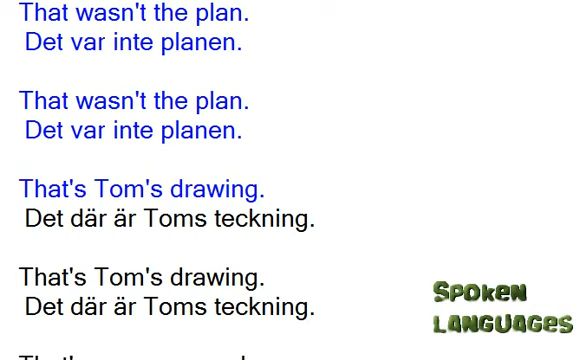 That wasn't the plan.
Det var inte planen.
That wasn't the plan.
Det var inte planen.
That's Tom's drawing.
Det där är Toms teckning.
That's Tom's drawing.
Det där är Toms teckning.
SPOKEN
LANGUAGES